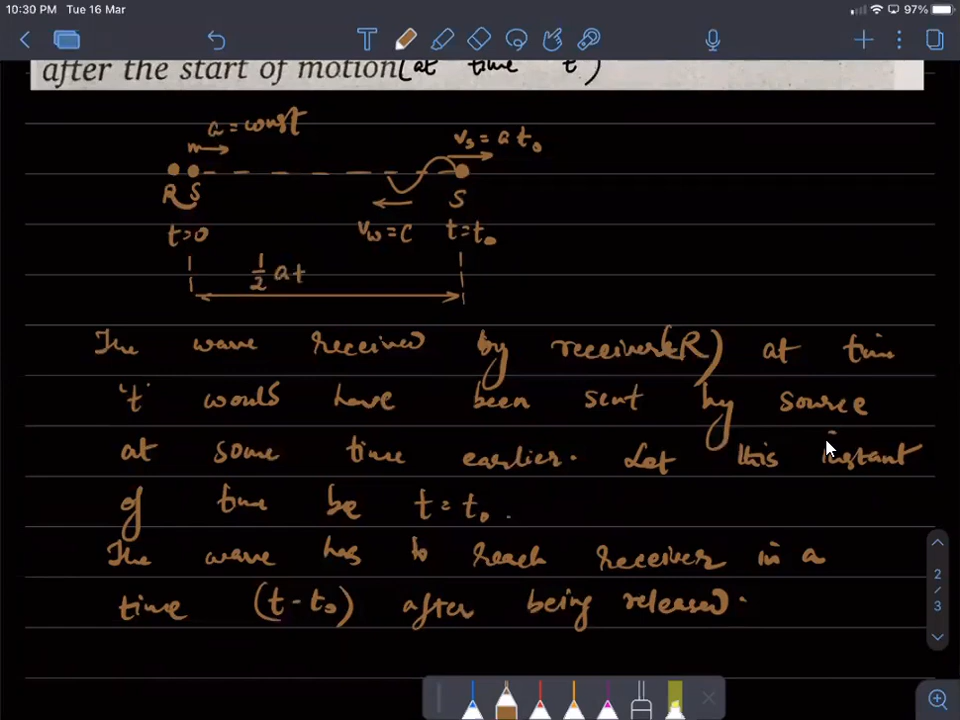 10:30 PM Tue 16 Mar
97%
after the start of motion (at time t)
a = const
v_s = a t_0
R S
S
t=0
v_w = C
t = t_0
1/2 at
The wave received by receiver(R) at time
't' would have been sent by source
at some time earlier. Let this instant
of time be t = t_0.
The wave has to reach receiver in a
time (t - t_0) after being released.
2
3